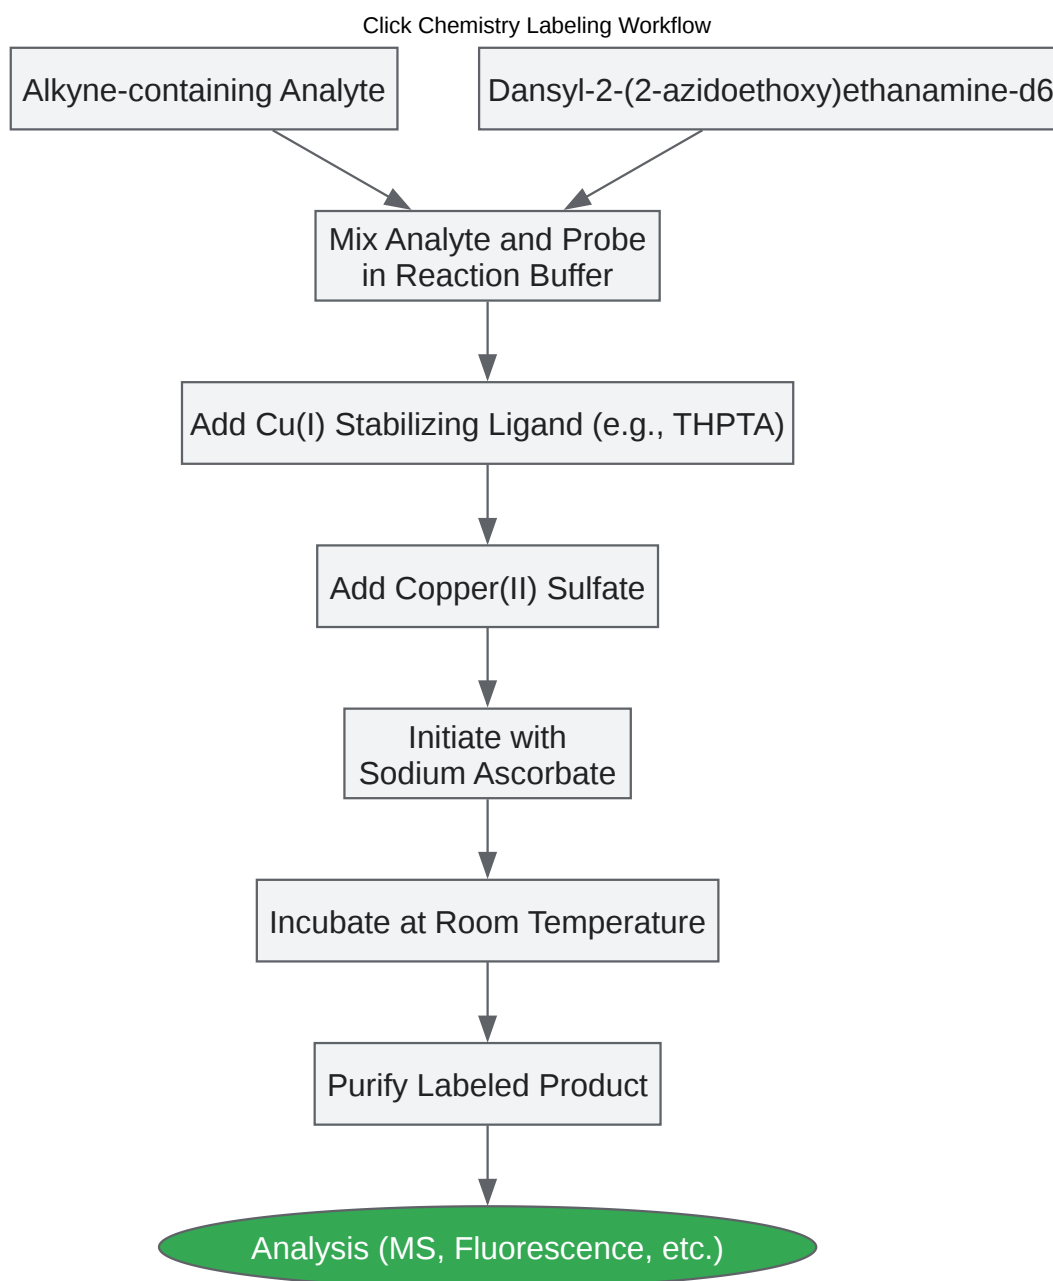 Click Chemistry Labeling Workflow
Alkyne-containing Analyte
Dansyl-2-(2-azidoethoxy)ethanamine-d6
Mix Analyte and Probe
in Reaction Buffer
Add Cu(I) Stabilizing Ligand (e.g., THPTA)
Add Copper(II) Sulfate
Initiate with
Sodium Ascorbate
Incubate at Room Temperature
Purify Labeled Product
Analysis (MS, Fluorescence, etc.)